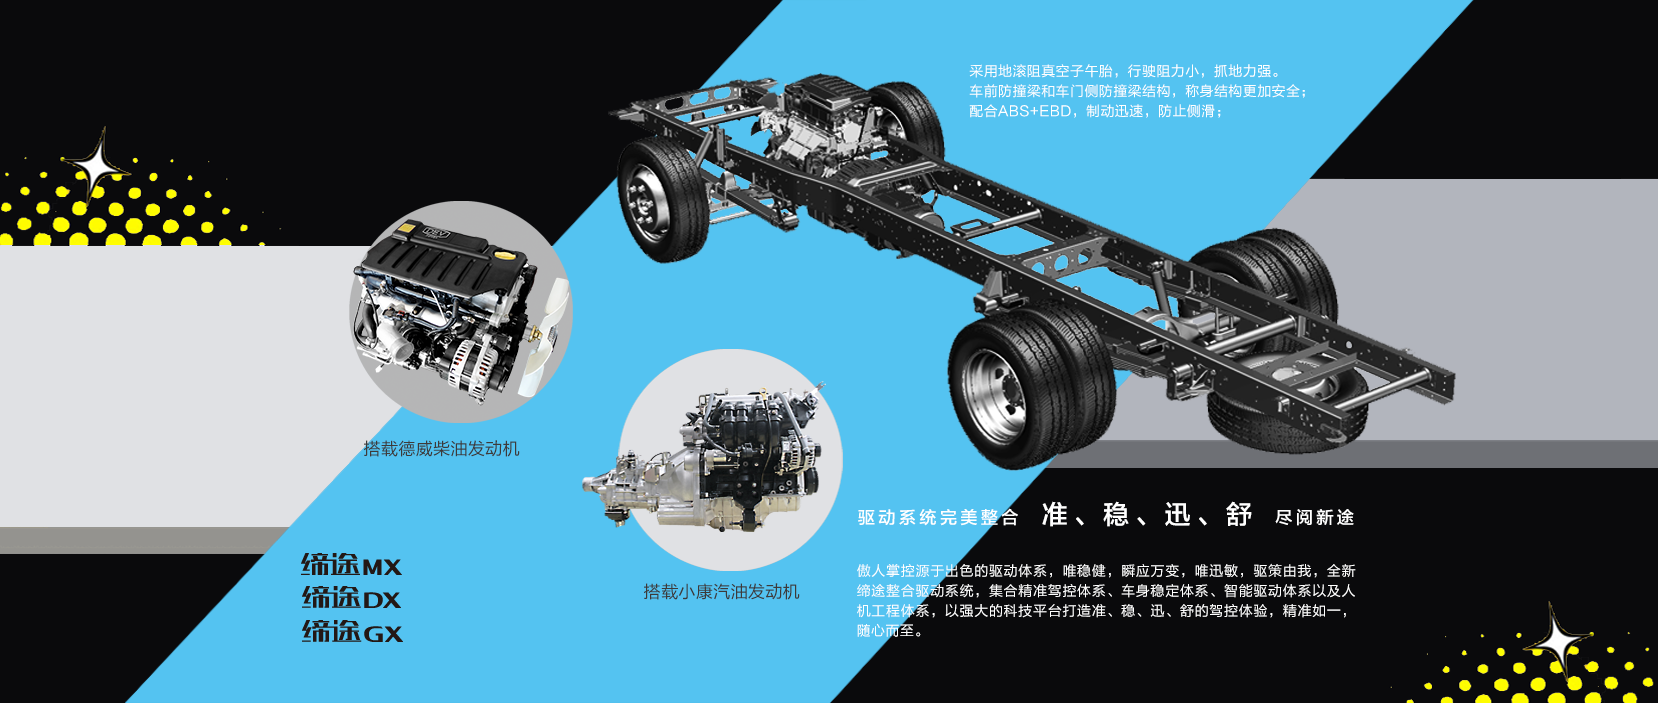 采用地滚阻真空子午胎，行驶阻力小，抓地力强。
车前防撞梁和车门侧防撞梁结构，称身结构更加安全；
配合ABS+EBD，制动迅速，防止侧滑；
DEV
搭载德威柴油发动机
搭载小康汽油发动机
驱动系统完美整合 准、稳、迅、舒 尽阅新途
缔途MX
缔途DX
缔途GX
傲人掌控源于出色的驱动体系，唯稳健，瞬应万变，唯迅敏，驱策由我，全新
缔途整合驱动系统，集合精准驾控体系、车身稳定体系、智能驱动体系以及人
机工程体系，以强大的科技平台打造准、稳、迅、舒的驾控体验，精准如一，
随心而至。